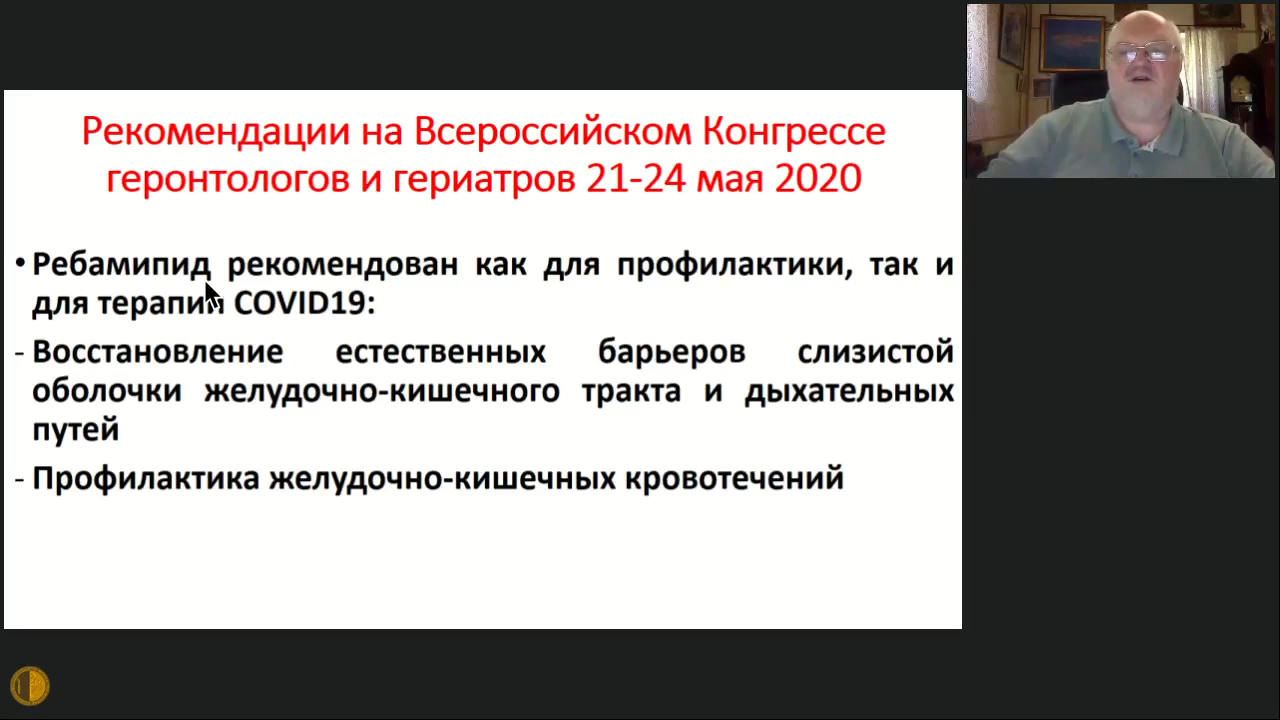 Рекомендации на Всероссийском Конгрессе
геронтологов и гериатров 21-24 мая 2020
• Ребамипид рекомендован как для профилактики, так и
для терапии COVID19:
- Восстановление естественных барьеров слизистой
оболочки желудочно-кишечного тракта и дыхательных
путей
- Профилактика желудочно-кишечных кровотечений